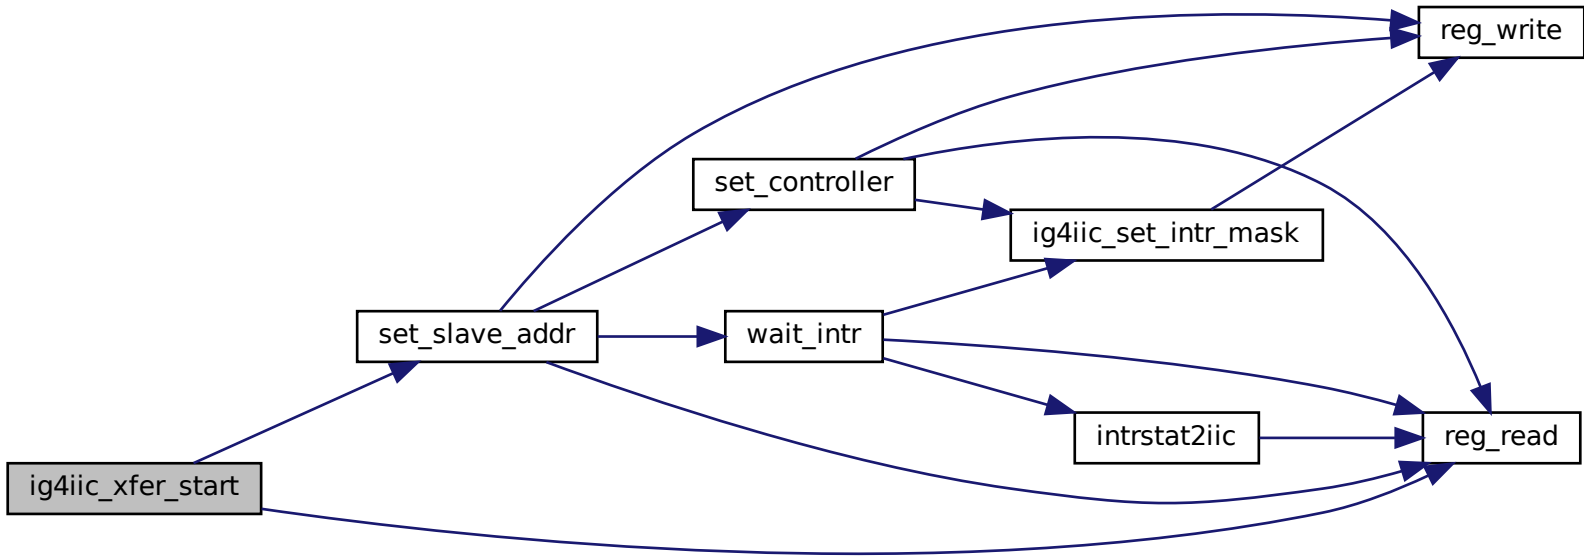 reg_write
set_controller
ig4iic_set_intr_mask
set_slave_addr
wait_intr
intrstat2iic
reg_read
ig4iic_xfer_start